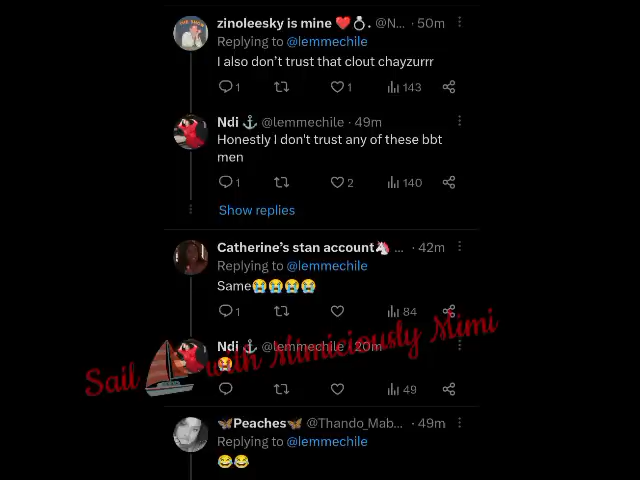 zinoleesky is mine ❤️💍. @N... · 50m
Replying to @lemmechile
I also don’t trust that clout chayzurrr
1 1 143
Ndi ⚓ @lemmechile · 49m
Honestly I don't trust any of these bbt
men
1 2 140
Show replies
Catherine’s stan account🦄 ... · 42m
Replying to @lemmechile
Same😭😭😭😭
1 84
Ndi ⚓ @lemmechile · 20m
Sail with Mimiciously Mimi
49
🦋Peaches🦋 @Thando_Mab... · 49m
Replying to @lemmechile
😂😂